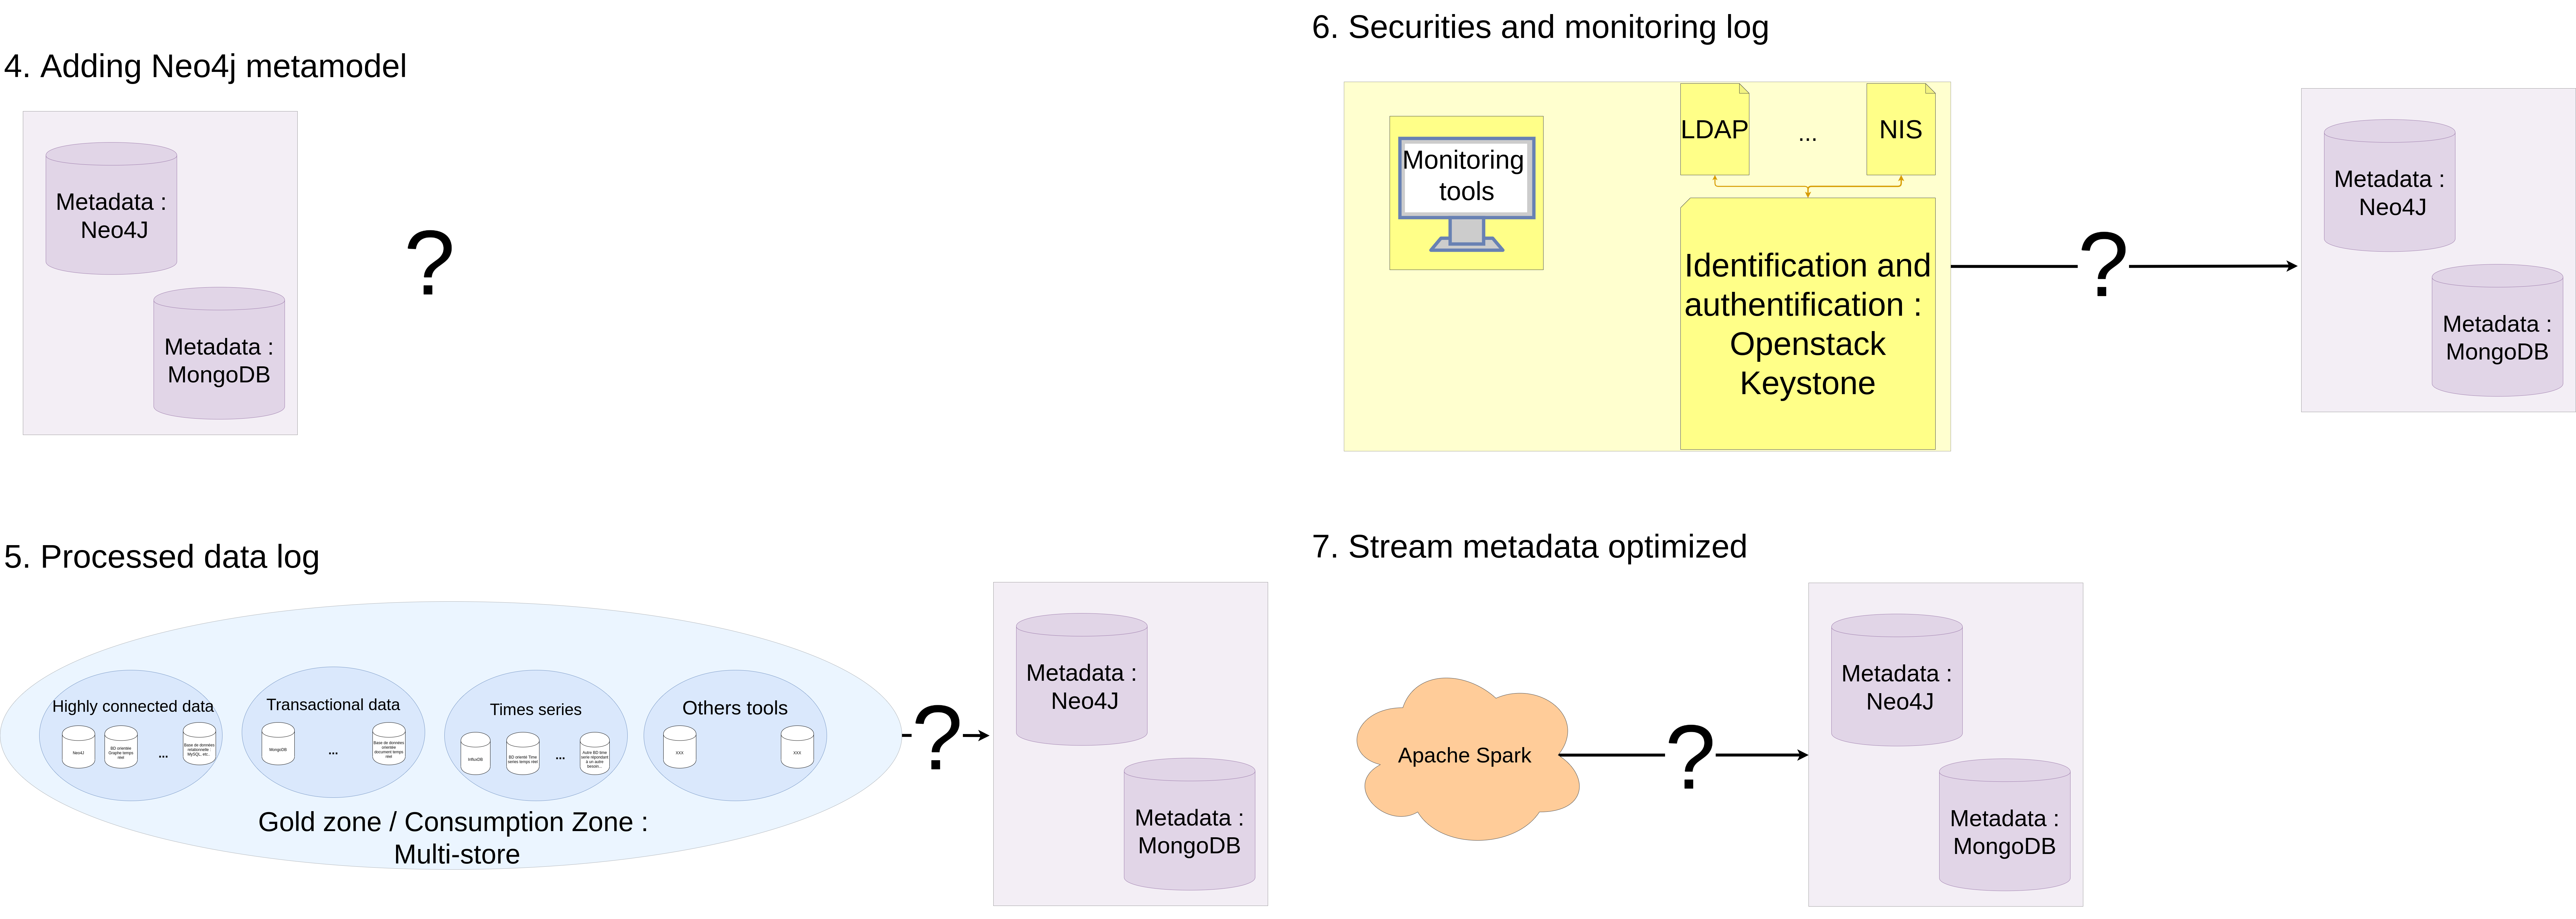 4. Adding Neo4j metamodel
Metadata :
Neo4J
Metadata :
MongoDB
?
6. Securities and monitoring log
Monitoring
tools
LDAP
...
NIS
Identification and
authentification :
Openstack
Keystone
?
Metadata :
Neo4J
Metadata :
MongoDB
5. Processed data log
Highly connected data
Neo4J
BD orientée
Graphe temps
réel
...
Base de données
relationnelle :
MySQL, etc..
Transactional data
MongoDB
...
Base de données
orientée
document temps
réel
Times series
InfluxDB
BD orienté Time
series temps réel
...
Autre BD time
serie répondant
à un autre
besoin...
Others tools
XXX
XXX
Gold zone / Consumption Zone :
Multi-store
?
Metadata :
Neo4J
Metadata :
MongoDB
7. Stream metadata optimized
Apache Spark
?
Metadata :
Neo4J
Metadata :
MongoDB